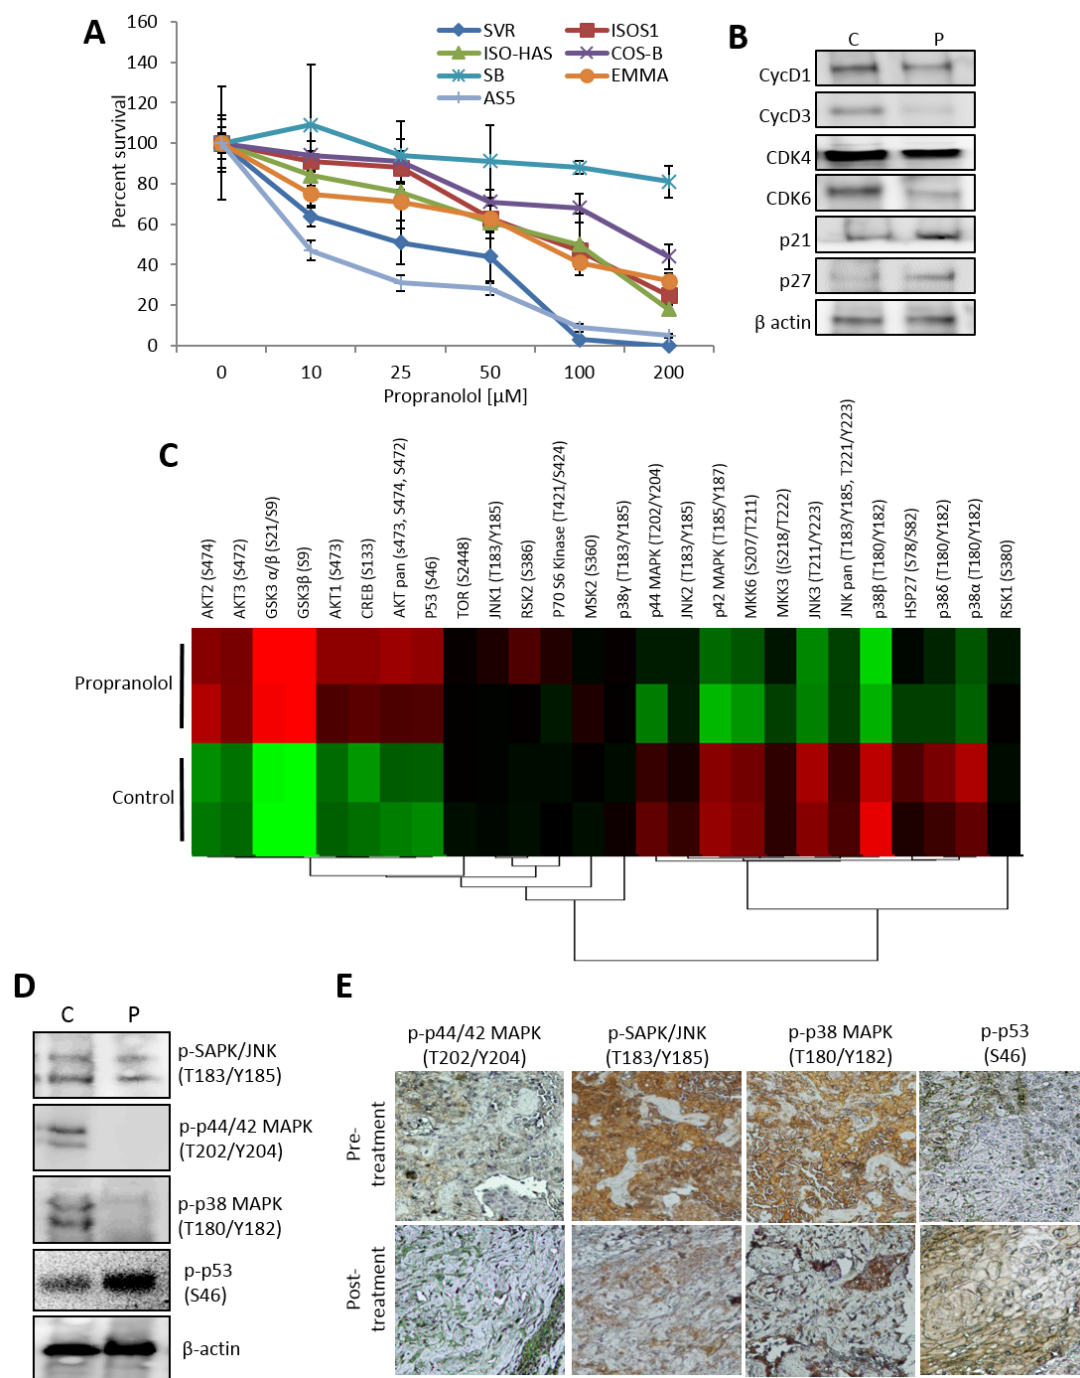 A
160
140
120
100
80
60
40
20
0
Percent survival
SVR
ISOS1
ISO-HAS
COS-B
SB
EMMA
AS5
0 10 25 50 100 200
Propranolol [µM]
B
C P
CycD1
CycD3
CDK4
CDK6
p21
p27
β actin
C
AKT2 (S474)
AKT3 (S472)
GSK3 α/β (S21/S9)
GSK3β (S9)
AKT1 (S473)
CREB (S133)
AKT pan (s473, S474, S472)
P53 (S46)
TOR (S2448)
JNK1 (T183/Y185)
RSK2 (S386)
P70 S6 Kinase (T421/S424)
MSK2 (S360)
p38γ (T183/Y185)
p44 MAPK (T202/Y204)
JNK2 (T183/Y185)
p42 MAPK (T185/Y187)
MKK6 (S207/T211)
MKK3 ((S218/T222)
JNK3 (T211/Y223)
JNK pan (T183/Y185, T221/Y223)
p38β (T180/Y182)
HSP27 (S78/S82)
p38δ (T180/Y182)
p38α (T180/Y182)
RSK1 (S380)
Propranolol
Control
D
C P
p-SAPK/JNK
(T183/Y185)
p-p44/42 MAPK
(T202/Y204)
p-p38 MAPK
(T180/Y182)
p-p53
(S46)
β-actin
E
p-p44/42 MAPK
(T202/Y204)
p-SAPK/JNK
(T183/Y185)
p-p38 MAPK
(T180/Y182)
p-p53
(S46)
Pre-
treatment
Post-
treatment